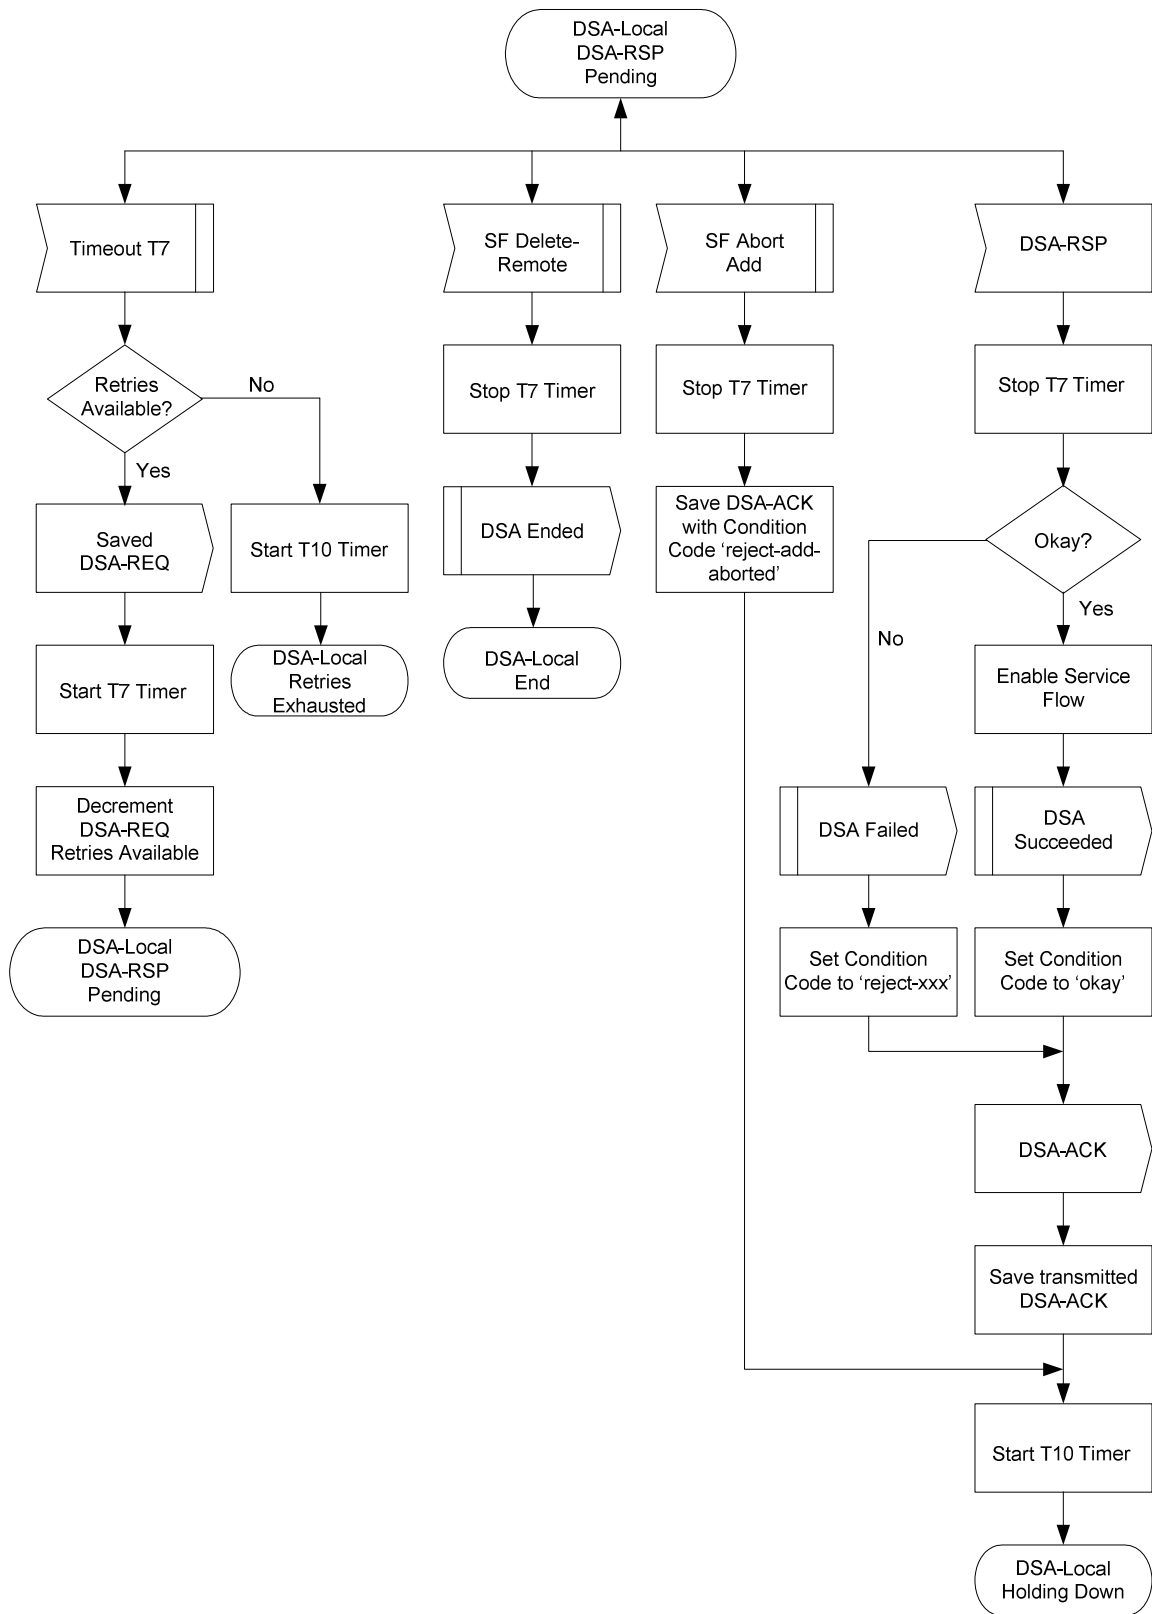 DSA-Local
DSA-RSP
Pending
Timeout T7
SF Delete-
Remote
SF Abort
Add
DSA-RSP
Retries
Available?
No
Yes
Stop T7 Timer
Stop T7 Timer
Stop T7 Timer
Saved
DSA-REQ
Start T10 Timer
DSA Ended
Save DSA-ACK
with Condition
Code ‘reject-add-
aborted’
Okay?
No
Yes
Start T7 Timer
DSA-Local
Retries
Exhausted
DSA-Local
End
Enable Service
Flow
Decrement
DSA-REQ
Retries Available
DSA Failed
DSA
Succeeded
DSA-Local
DSA-RSP
Pending
Set Condition
Code to ‘reject-xxx’
Set Condition
Code to ‘okay’
DSA-ACK
Save transmitted
DSA-ACK
Start T10 Timer
DSA-Local
Holding Down